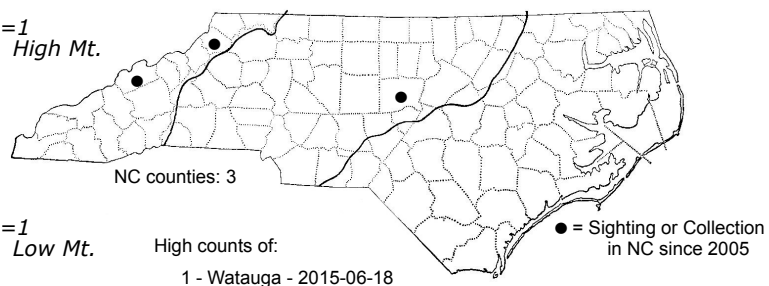 =1
High Mt.
NC counties: 3
=1
Low Mt.
High counts of:
1 - Watauga - 2015-06-18
● = Sighting or Collection
in NC since 2005